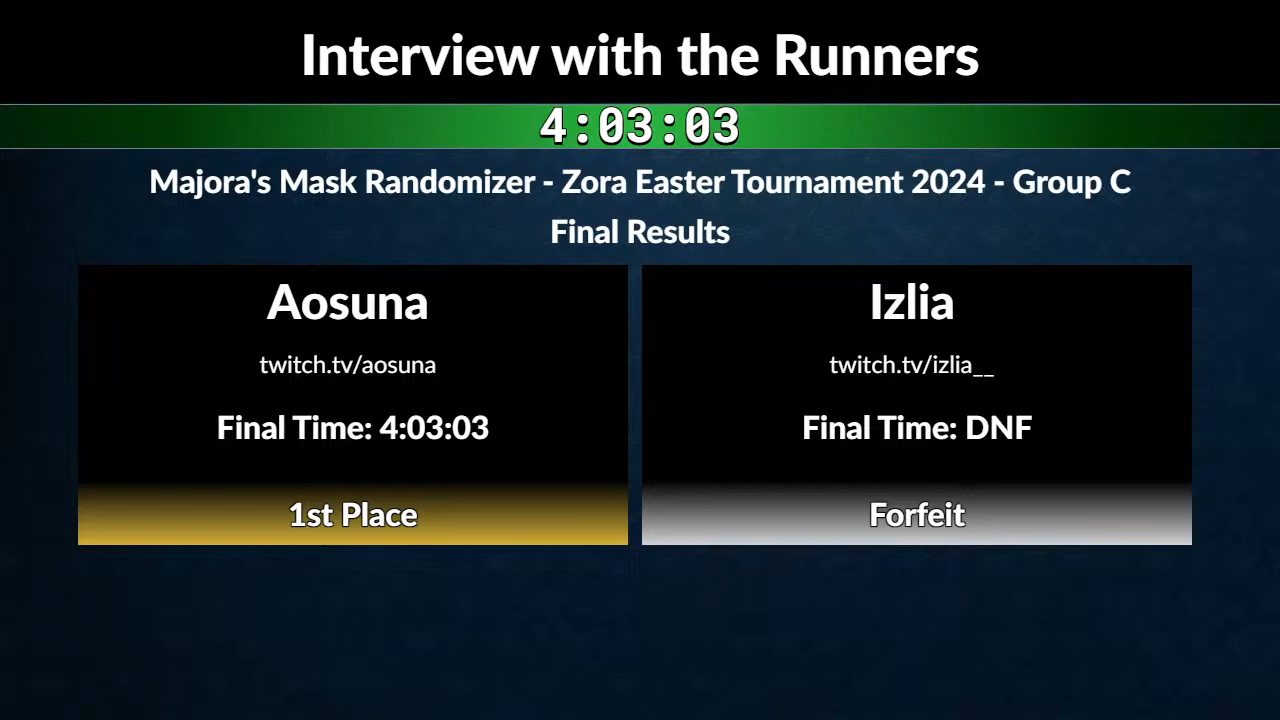 Interview with the Runners
4:03:03
Majora's Mask Randomizer - Zora Easter Tournament 2024 - Group C
Final Results
Aosuna
twitch.tv/aosuna
Final Time: 4:03:03
1st Place
Izlia
twitch.tv/izlia__
Final Time: DNF
Forfeit